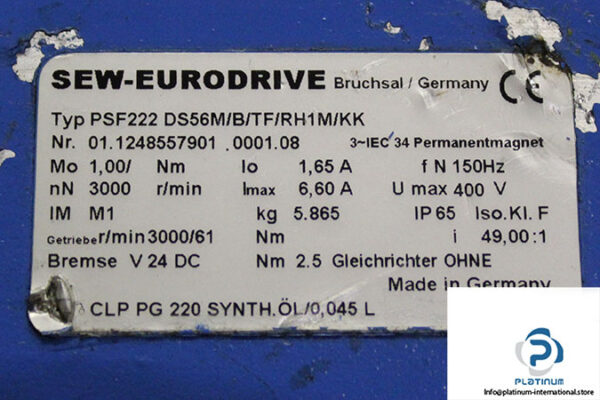 SEW-EURODRIVE Bruchsal / Germany CE
Typ PSF222 DS56M/B/TF/RH1M/KK
Nr. 01.1248557901 .0001.08 3~IEC 34 Permanentmagnet
Mo 1,00/ Nm Io 1,65 A f N 150Hz
nN 3000 r/min Imax 6,60 A U max 400 V
IM M1 kg 5.865 IP 65 Iso.Kl. F
Getriebe r/min 3000/61 Nm i 49,00:1
Bremse V 24 DC Nm 2.5 Gleichrichter OHNE
Made in Germany
CLP PG 220 SYNTH.ÖL/0,045 L
PLATINUM
INTERNATIONAL
Info@platinum-international.store